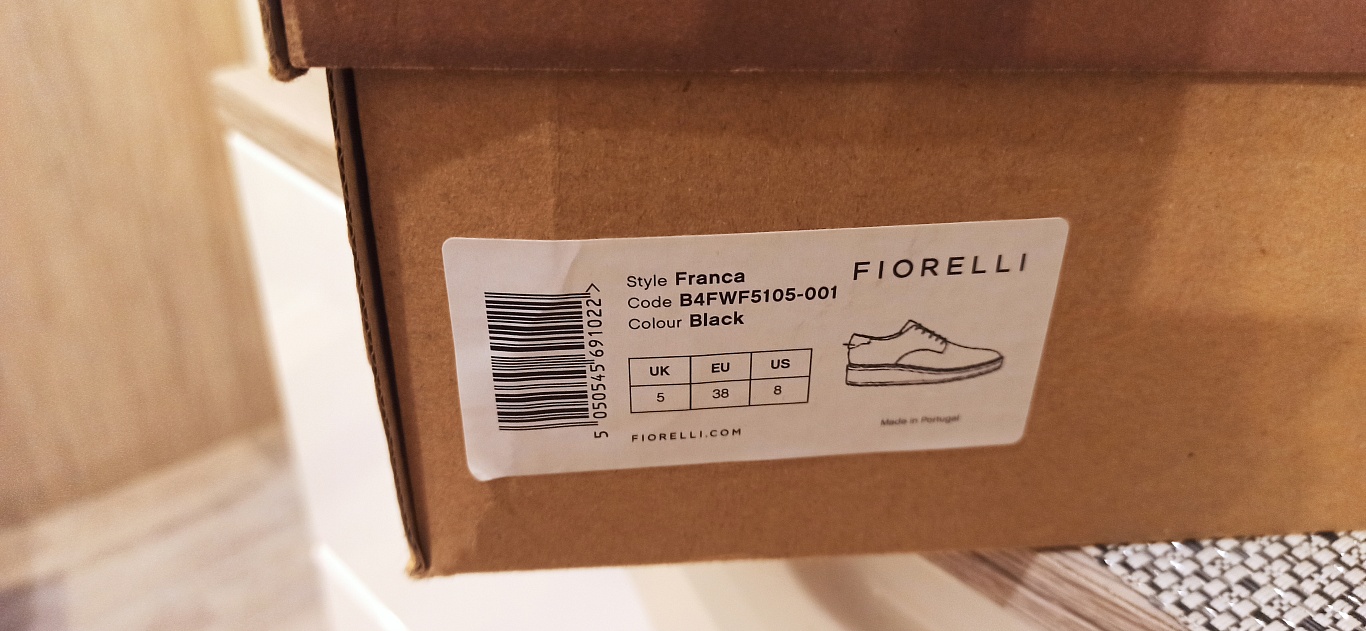 FIORELLI
Style Franca
Code B4FWF5105-001
Colour Black
UK EU US
5 38 8
FIORELLI.COM
Made in Portugal
5 050545 691022 >